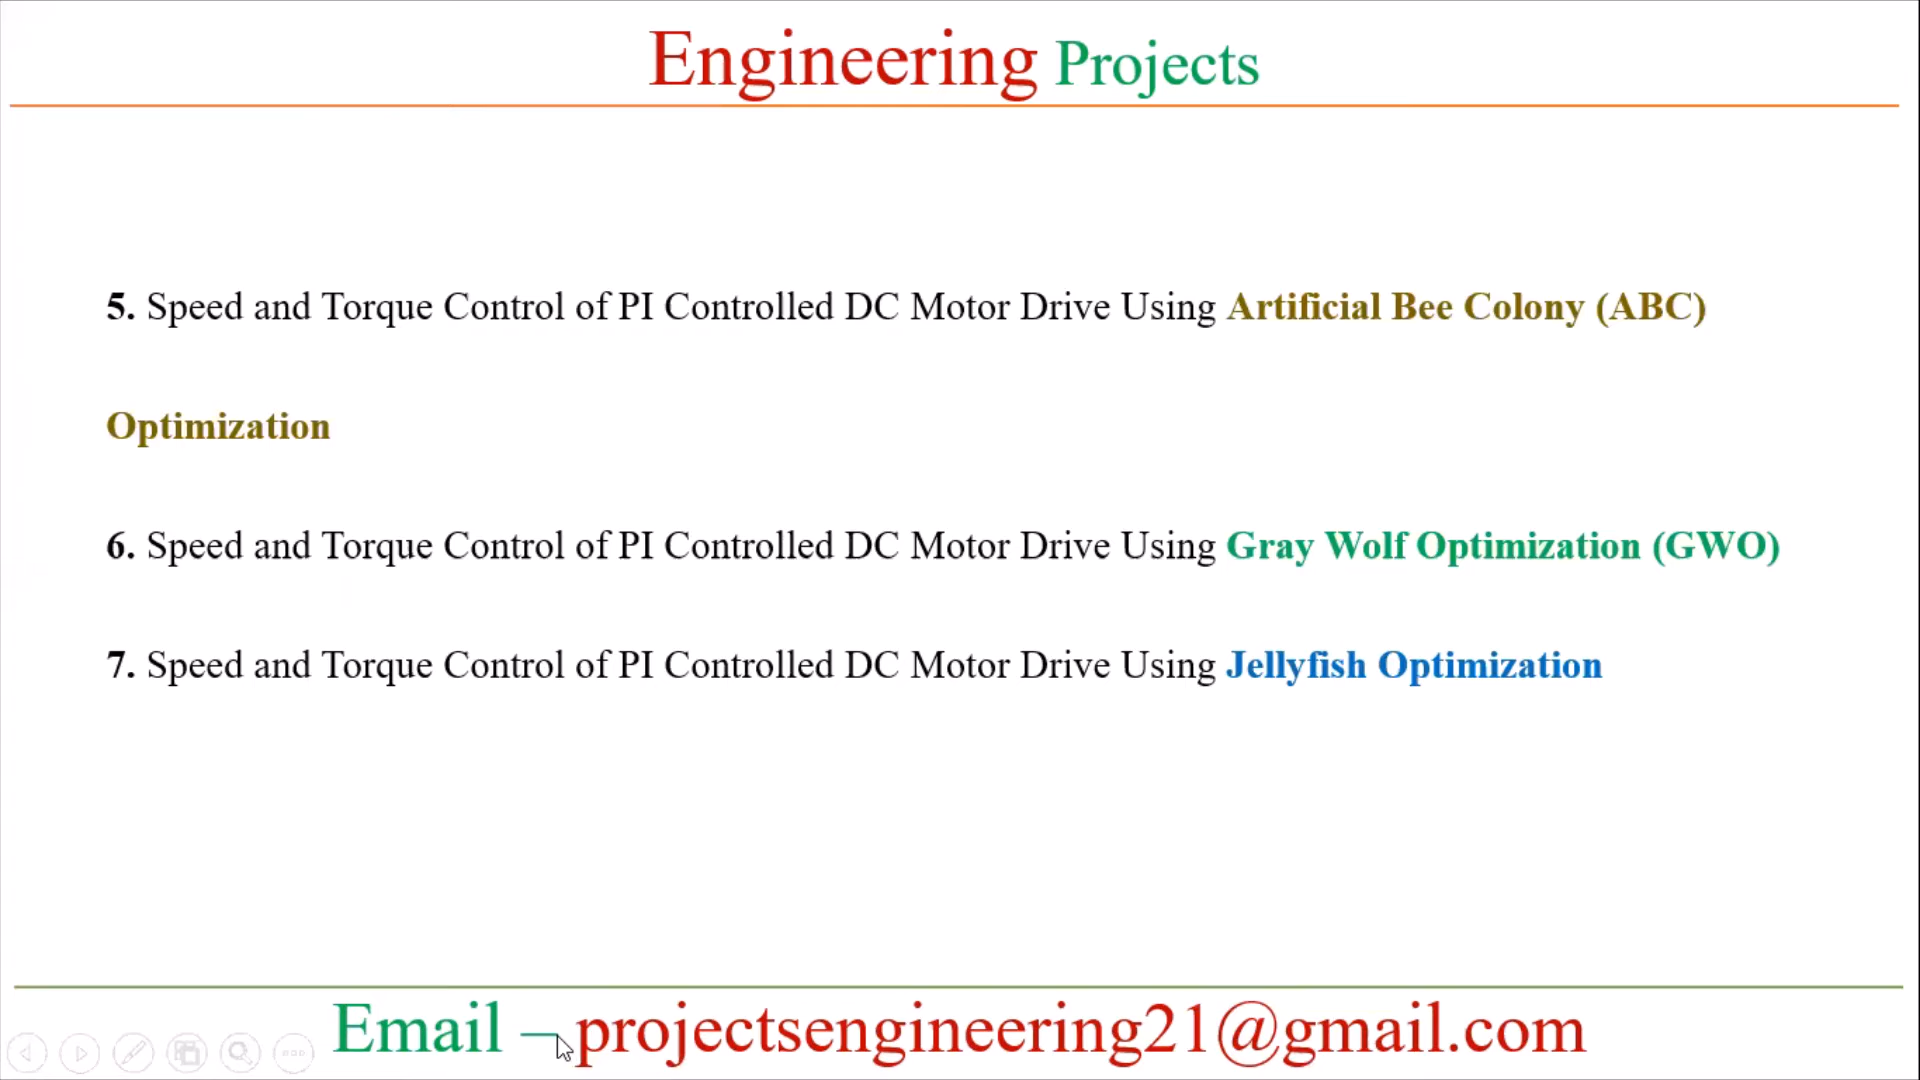 Engineering Projects
5. Speed and Torque Control of PI Controlled DC Motor Drive Using Artificial Bee Colony (ABC)
Optimization
6. Speed and Torque Control of PI Controlled DC Motor Drive Using Gray Wolf Optimization (GWO)
7. Speed and Torque Control of PI Controlled DC Motor Drive Using Jellyfish Optimization
Email – projectsengineering21@gmail.com